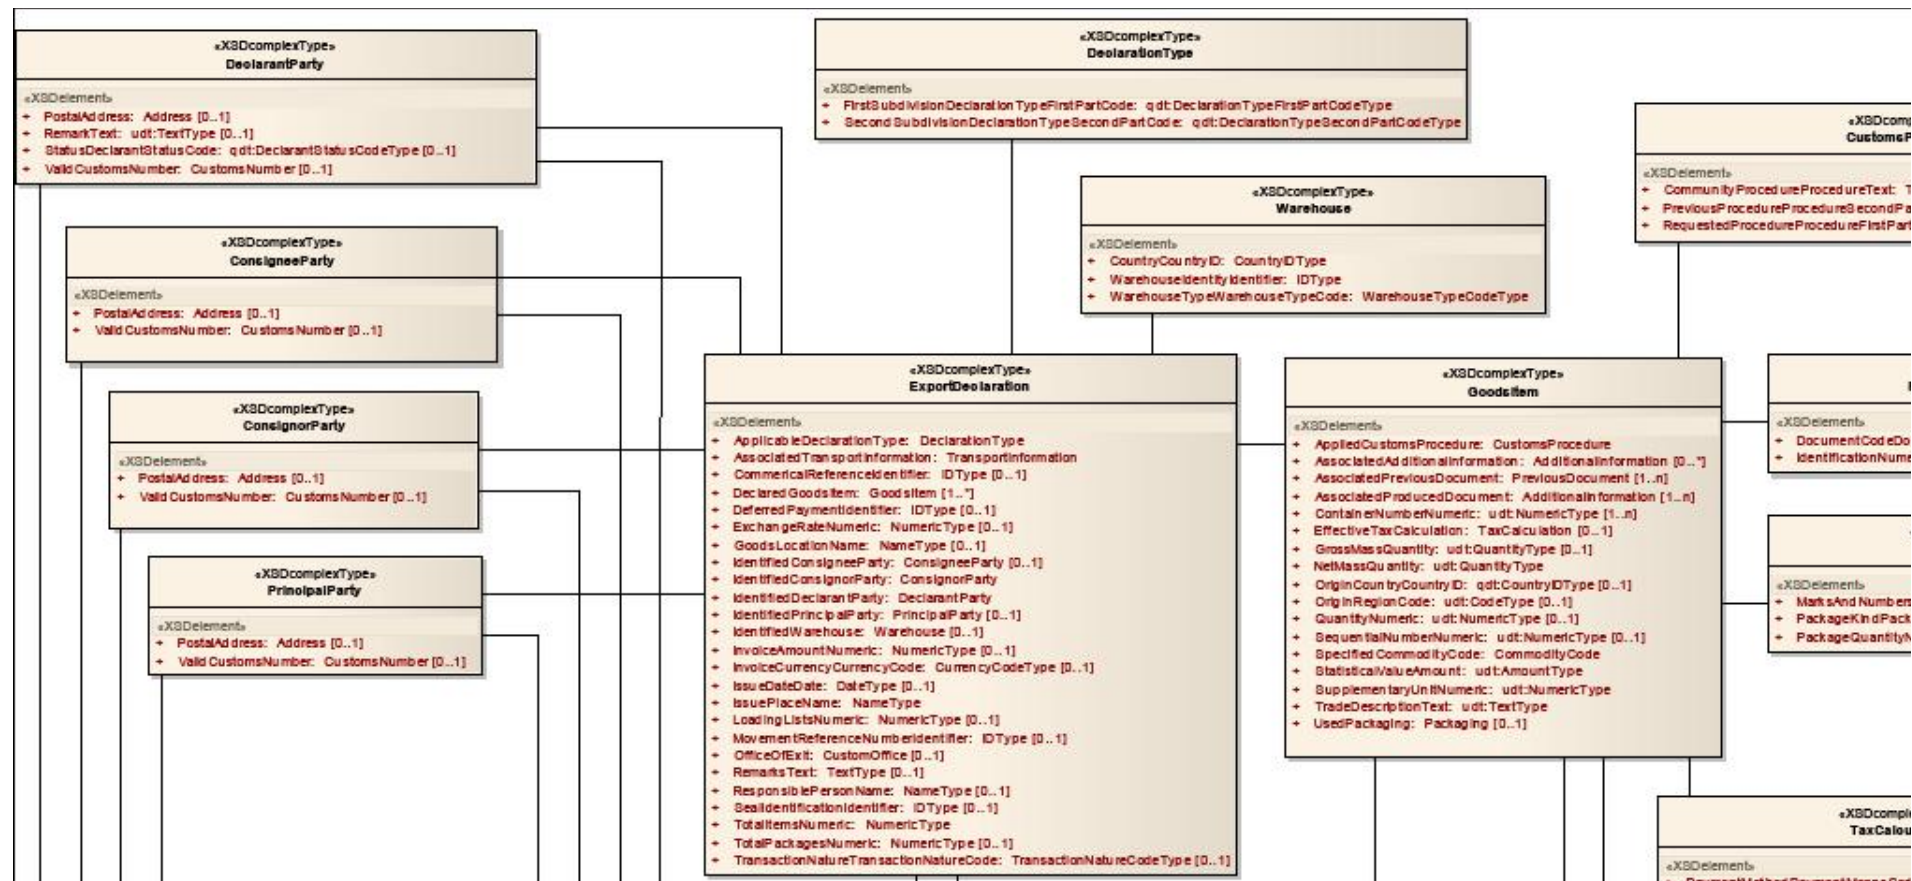 «XSDcomplexType»
DeclarantParty
«XSDelement»
+ PostalAddress: Address [0..1]
+ RemarkText: udt:TextType [0..1]
+ StatusDeclarantStatusCode: qdt:DeclarantStatusCodeType [0..1]
+ ValidCustomsNumber: CustomsNumber [0..1]
«XSDcomplexType»
DeclarationType
«XSDelement»
+ FirstSubdivisionDeclarationTypeFirstPartCode: qdt:DeclarationTypeFirstPartCodeType
+ SecondSubdivisionDeclarationTypeSecondPartCode: qdt:DeclarationTypeSecondPartCodeType
«XSDcomplexType»
Warehouse
«XSDelement»
+ CountryCountryID: CountryIDType
+ WarehouseIdentityIdentifier: IDType
+ WarehouseTypeWarehouseTypeCode: WarehouseTypeCodeType
«XSDcomp
CustomsP
«XSDelement»
+ CommunityProcedureProcedureText: T
+ PreviousProcedureProcedureSecondPa
+ RequestedProcedureProcedureFirstPart
«XSDcomplexType»
ConsigneeParty
«XSDelement»
+ PostalAddress: Address [0..1]
+ ValidCustomsNumber: CustomsNumber [0..1]
«XSDcomplexType»
ConsignorParty
«XSDelement»
+ PostalAddress: Address [0..1]
+ ValidCustomsNumber: CustomsNumber [0..1]
«XSDcomplexType»
PrincipalParty
«XSDelement»
+ PostalAddress: Address [0..1]
+ ValidCustomsNumber: CustomsNumber [0..1]
«XSDcomplexType»
ExportDeclaration
«XSDelement»
+ ApplicableDeclarationType: DeclarationType
+ AssociatedTransportInformation: TransportInformation
+ CommericalReferenceIdentifier: IDType [0..1]
+ DeclaredGoodsItem: GoodsItem [1..*]
+ DeferredPaymentIdentifier: IDType [0..1]
+ ExchangeRateNumeric: NumericType [0..1]
+ GoodsLocationName: NameType [0..1]
+ IdentifiedConsigneeParty: ConsigneeParty [0..1]
+ IdentifiedConsignorParty: ConsignorParty
+ IdentifiedDeclarantParty: DeclarantParty
+ IdentifiedPrincipalParty: PrincipalParty [0..1]
+ IdentifiedWarehouse: Warehouse [0..1]
+ InvoiceAmountNumeric: NumericType [0..1]
+ InvoiceCurrencyCurrencyCode: CurrencyCodeType [0..1]
+ IssueDateDate: DateType [0..1]
+ IssuePlaceName: NameType
+ LoadingListsNumeric: NumericType [0..1]
+ MovementReferenceNumberIdentifier: IDType [0..1]
+ OfficeOfExit: CustomOffice [0..1]
+ RemarksText: TextType [0..1]
+ ResponsiblePersonName: NameType [0..1]
+ SealIdentificationIdentifier: IDType [0..1]
+ TotalItemsNumeric: NumericType
+ TotalPackagesNumeric: NumericType [0..1]
+ TransactionNatureTransactionNatureCode: TransactionNatureCodeType [0..1]
«XSDcomplexType»
GoodsItem
«XSDelement»
+ AppliedCustomsProcedure: CustomsProcedure
+ AssociatedAdditionalInformation: AdditionalInformation [0..*]
+ AssociatedPreviousDocument: PreviousDocument [1..n]
+ AssociatedProducedDocument: AdditionalInformation [1..n]
+ ContainerNumberNumeric: udt:NumericType [1..n]
+ EffectiveTaxCalculation: TaxCalculation [0..1]
+ GrossMassQuantity: udt:QuantityType [0..1]
+ NetMassQuantity: udt:QuantityType
+ OriginCountryCountryID: qdt:CountryIDType [0..1]
+ OriginRegionCode: udt:CodeType [0..1]
+ QuantityNumeric: udt:NumericType [0..1]
+ SequentialNumberNumeric: udt:NumericType [0..1]
+ SpecifiedCommodityCode: CommodityCode
+ StatisticalValueAmount: udt:AmountType
+ SupplementaryUnitNumeric: udt:NumericType
+ TradeDescriptionText: udt:TextType
+ UsedPackaging: Packaging [0..1]
«XSDelement»
+ DocumentCodeDo
+ IdentificationNume
«XSDelement»
+ MarksAndNumbers
+ PackageKindPack
+ PackageQuantityN
«XSDcompl
TaxCalcu
«XSDelement»